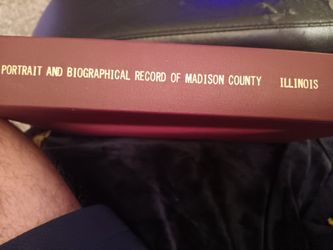 PORTRAIT AND BIOGRAPHICAL RECORD OF MADISON COUNTY ILLINOIS